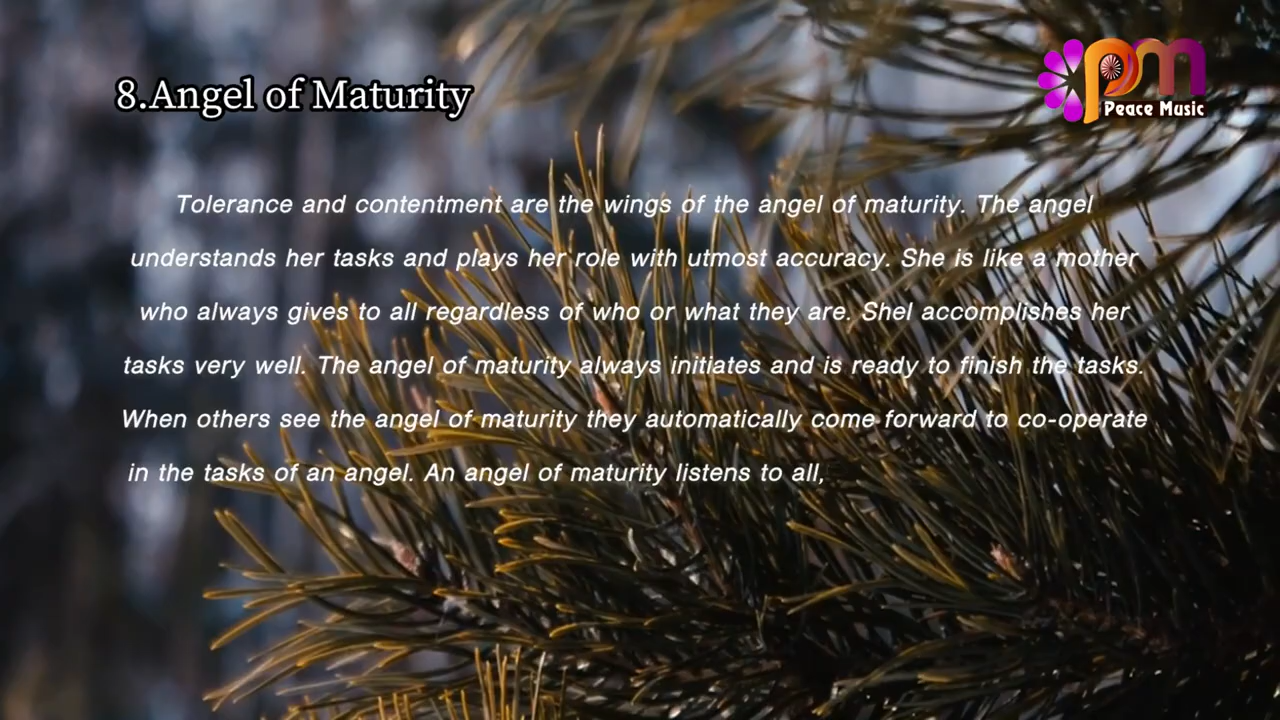 8.Angel of Maturity
pm
Peace Music
Tolerance and contentment are the wings of the angel of maturity. The angel
understands her tasks and plays her role with utmost accuracy. She is like a mother
who always gives to all regardless of who or what they are. Shel accomplishes her
tasks very well. The angel of maturity always initiates and is ready to finish the tasks.
When others see the angel of maturity they automatically come forward to co-operate
in the tasks of an angel. An angel of maturity listens to all,